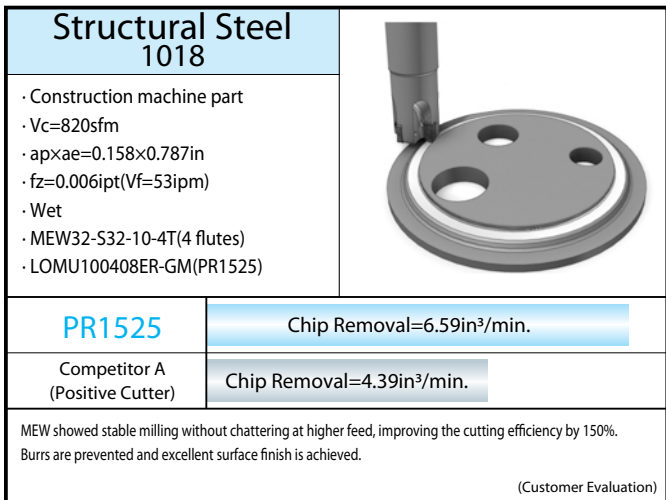 Structural Steel
1018
· Construction machine part
· Vc=820sfm
· ap×ae=0.158×0.787in
· fz=0.006ipt(Vf=53ipm)
· Wet
· MEW32-S32-10-4T(4 flutes)
· LOMU100408ER-GM(PR1525)
PR1525
Chip Removal=6.59in³/min.
Competitor A
(Positive Cutter)
Chip Removal=4.39in³/min.
MEW showed stable milling without chattering at higher feed, improving the cutting efficiency by 150%.
Burrs are prevented and excellent surface finish is achieved.
(Customer Evaluation)